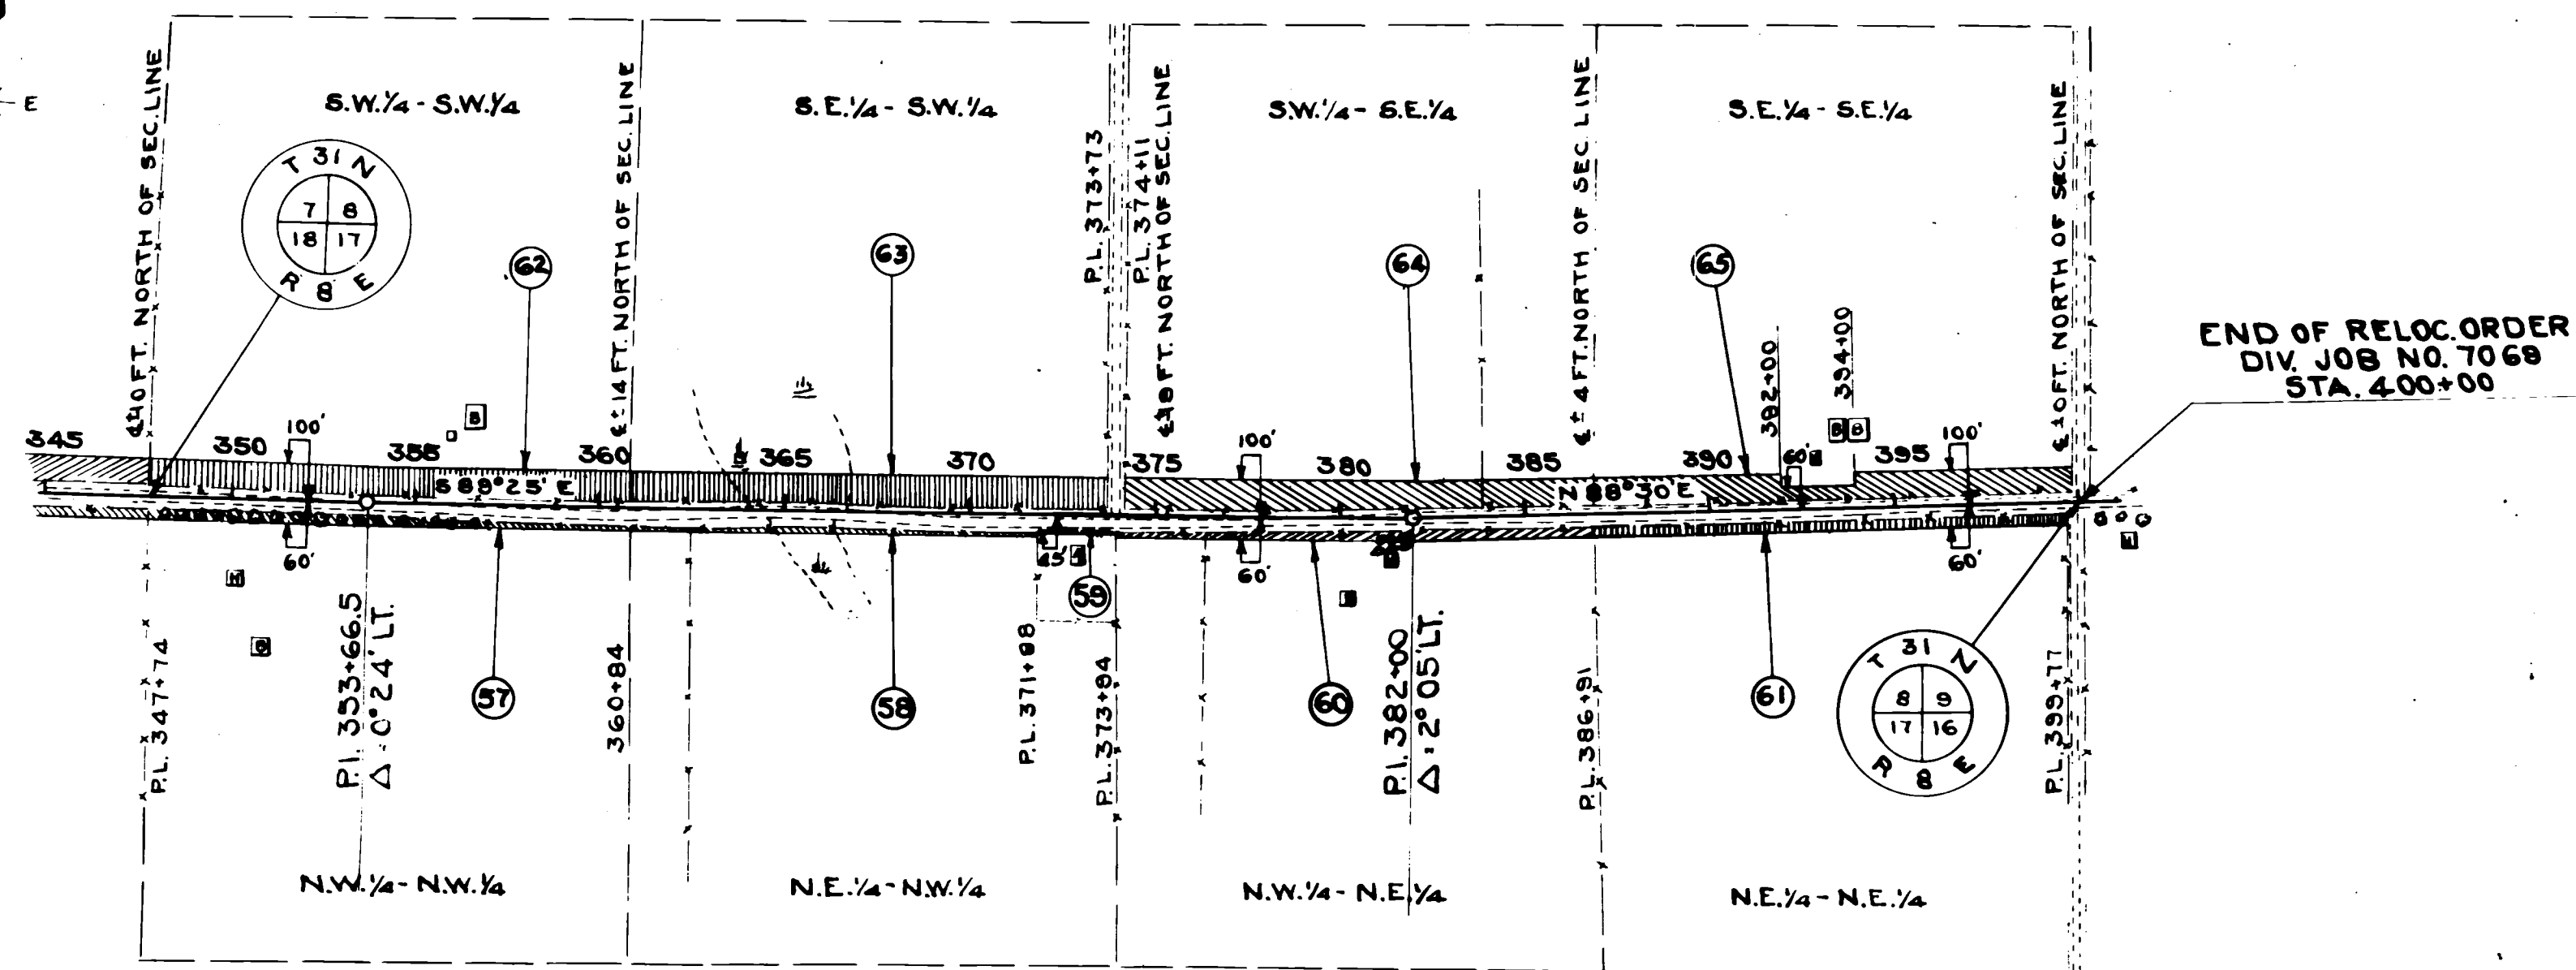 E
S.W.1/4 - S.W.1/4
S.E.1/4 - S.W.1/4
S.W.1/4 - S.E.1/4
S.E.1/4 - S.E.1/4
℄±40 FT. NORTH OF SEC. LINE
℄±14 FT. NORTH OF SEC. LINE
P.L. 373+73
P.L. 374+11
NORTH OF SEC. LINE
℄±4 FT. NORTH OF SEC. LINE
℄±0 FT. NORTH OF SEC. LINE
T 31 N
7 8
18 17
R 8 E
62
63
64
65
392+00
394+00
END OF RELOC. ORDER
DIV. JOB NO. 7068
STA. 400+00
345
350
355
360
365
370
375
380
385
390
395
100'
100'
60'
100'
S 88° 25' E
N 88° 30' E
60'
45'
60'
60'
59
P.L. 347+74
P.I. 353+66.5
Δ: 0° 24' LT.
57
360+84
58
P.L. 371+88
P.L. 373+84
60
P.I. 382+00
Δ: 2° 05' LT.
P.L. 386+91
61
T 31 N
8 9
17 16
R 8 E
P.L. 399+77
N.W.1/4 - N.W.1/4
N.E.1/4 - N.W.1/4
N.W.1/4 - N.E.1/4
N.E.1/4 - N.E.1/4